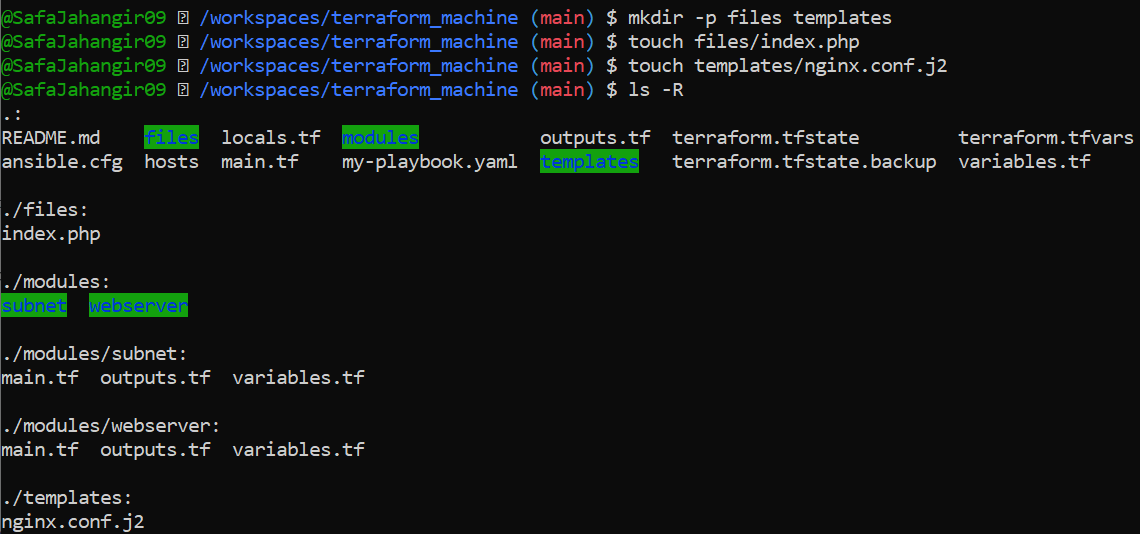 @SafaJahangir09 /workspaces/terraform_machine (main) $ mkdir -p files templates
@SafaJahangir09 /workspaces/terraform_machine (main) $ touch files/index.php
@SafaJahangir09 /workspaces/terraform_machine (main) $ touch templates/nginx.conf.j2
@SafaJahangir09 /workspaces/terraform_machine (main) $ ls -R
.:
README.md files locals.tf modules outputs.tf terraform.tfstate terraform.tfvars
ansible.cfg hosts main.tf my-playbook.yaml templates terraform.tfstate.backup variables.tf
./files:
index.php
./modules:
subnet webserver
./modules/subnet:
main.tf outputs.tf variables.tf
./modules/webserver:
main.tf outputs.tf variables.tf
./templates:
nginx.conf.j2